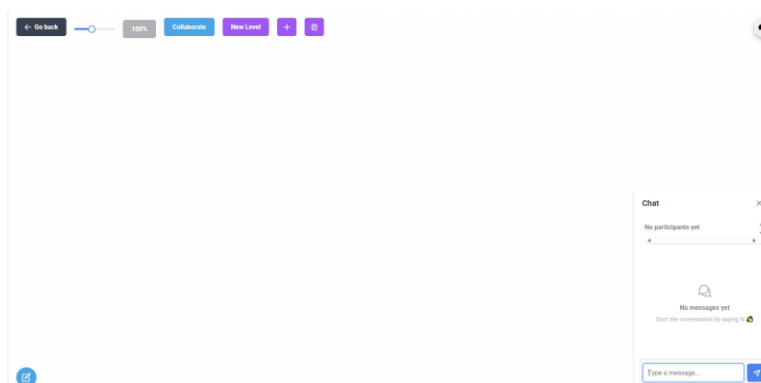 ← Go back
100%
Collaborate
New Level
+
Chat
No participants yet
No messages yet
Start the conversation by saying hi 👋
Type a message...